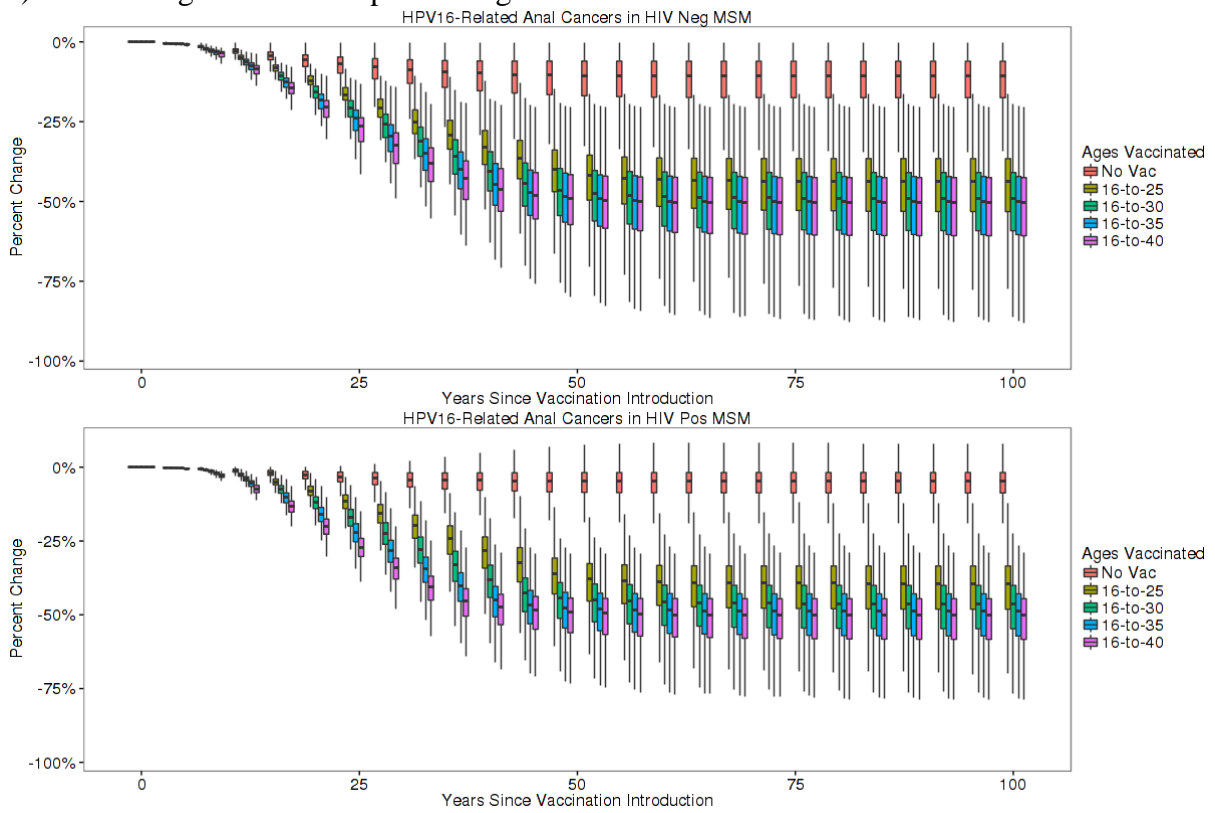 HPV16-Related Anal Cancers in HIV Neg MSM
0%
-25%
-50%
-75%
-100%
Percent Change
0 25 50 75 100
Years Since Vaccination Introduction
Ages Vaccinated
No Vac
16-to-25
16-to-30
16-to-35
16-to-40
HPV16-Related Anal Cancers in HIV Pos MSM
0%
-25%
-50%
-75%
-100%
Percent Change
0 25 50 75 100
Years Since Vaccination Introduction
Ages Vaccinated
No Vac
16-to-25
16-to-30
16-to-35
16-to-40